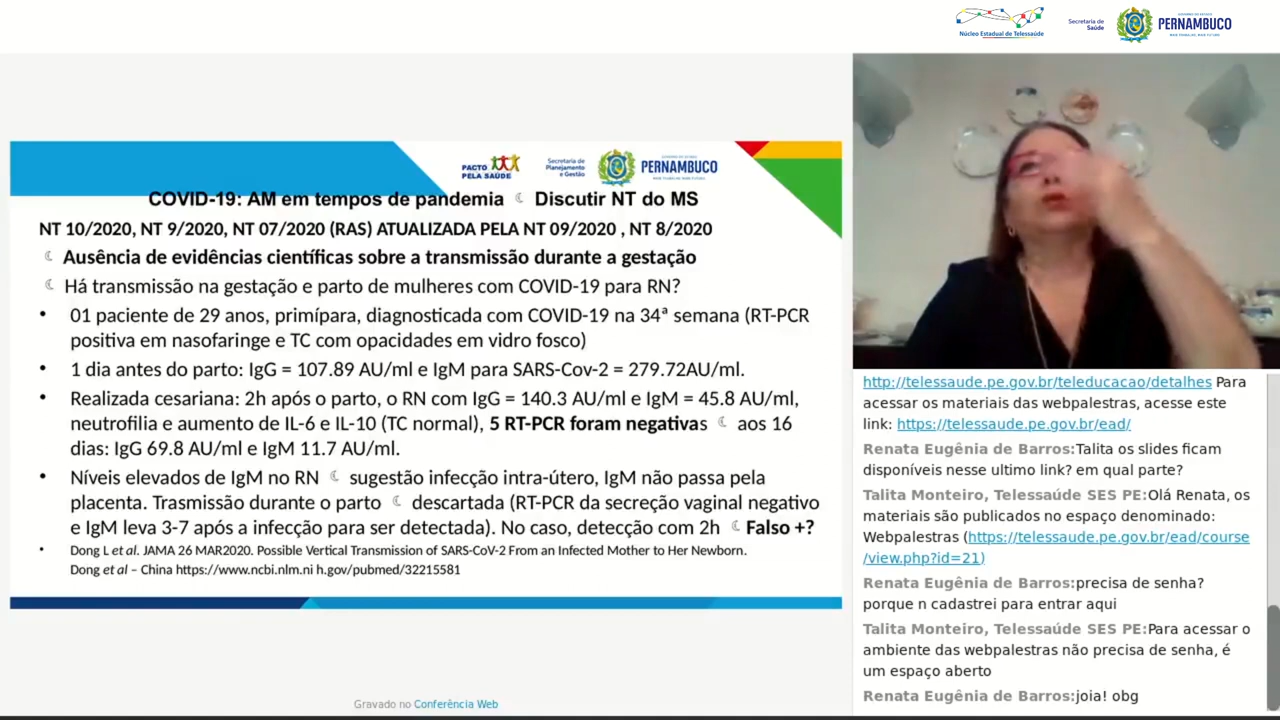 Núcleo Estadual de Telessaúde
Secretaria de
Saúde
GOVERNO DO ESTADO
PERNAMBUCO
MAIS TRABALHO, MAIS FUTURO
PACTO
PELA SAÚDE
Secretaria de
Planejamento
e Gestão
PERNAMBUCO
COVID-19: AM em tempos de pandemia ☾ Discutir NT do MS
NT 10/2020, NT 9/2020, NT 07/2020 (RAS) ATUALIZADA PELA NT 09/2020 , NT 8/2020
☾ Ausência de evidências científicas sobre a transmissão durante a gestação
☾ Há transmissão na gestação e parto de mulheres com COVID-19 para RN?
• 01 paciente de 29 anos, primípara, diagnosticada com COVID-19 na 34ª semana (RT-PCR
positiva em nasofaringe e TC com opacidades em vidro fosco)
• 1 dia antes do parto: IgG = 107.89 AU/ml e IgM para SARS-Cov-2 = 279.72AU/ml.
• Realizada cesariana: 2h após o parto, o RN com IgG = 140.3 AU/ml e IgM = 45.8 AU/ml,
neutrofilia e aumento de IL-6 e IL-10 (TC normal), 5 RT-PCR foram negativas ☾ aos 16
dias: IgG 69.8 AU/ml e IgM 11.7 AU/ml.
• Níveis elevados de IgM no RN ☾ sugestão infecção intra-útero, IgM não passa pela
placenta. Trasmissão durante o parto ☾ descartada (RT-PCR da secreção vaginal negativo
e IgM leva 3-7 após a infecção para ser detectada). No caso, detecção com 2h ☾ Falso +?
• Dong L et al. JAMA 26 MAR2020. Possible Vertical Transmission of SARS-CoV-2 From an Infected Mother to Her Newborn.
Dong et al – China https://www.ncbi.nlm.ni h.gov/pubmed/32215581
Gravado no Conferência Web
http://telessaude.pe.gov.br/teleducacao/detalhes Para
acessar os materiais das webpalestras, acesse este
link: https://telessaude.pe.gov.br/ead/
Renata Eugênia de Barros:Talita os slides ficam
disponíveis nesse ultimo link? em qual parte?
Talita Monteiro, Telessaúde SES PE:Olá Renata, os
materiais são publicados no espaço denominado:
Webpalestras (https://telessaude.pe.gov.br/ead/course
/view.php?id=21)
Renata Eugênia de Barros:precisa de senha?
porque n cadastrei para entrar aqui
Talita Monteiro, Telessaúde SES PE:Para acessar o
ambiente das webpalestras não precisa de senha, é
um espaço aberto
Renata Eugênia de Barros:joia! obg